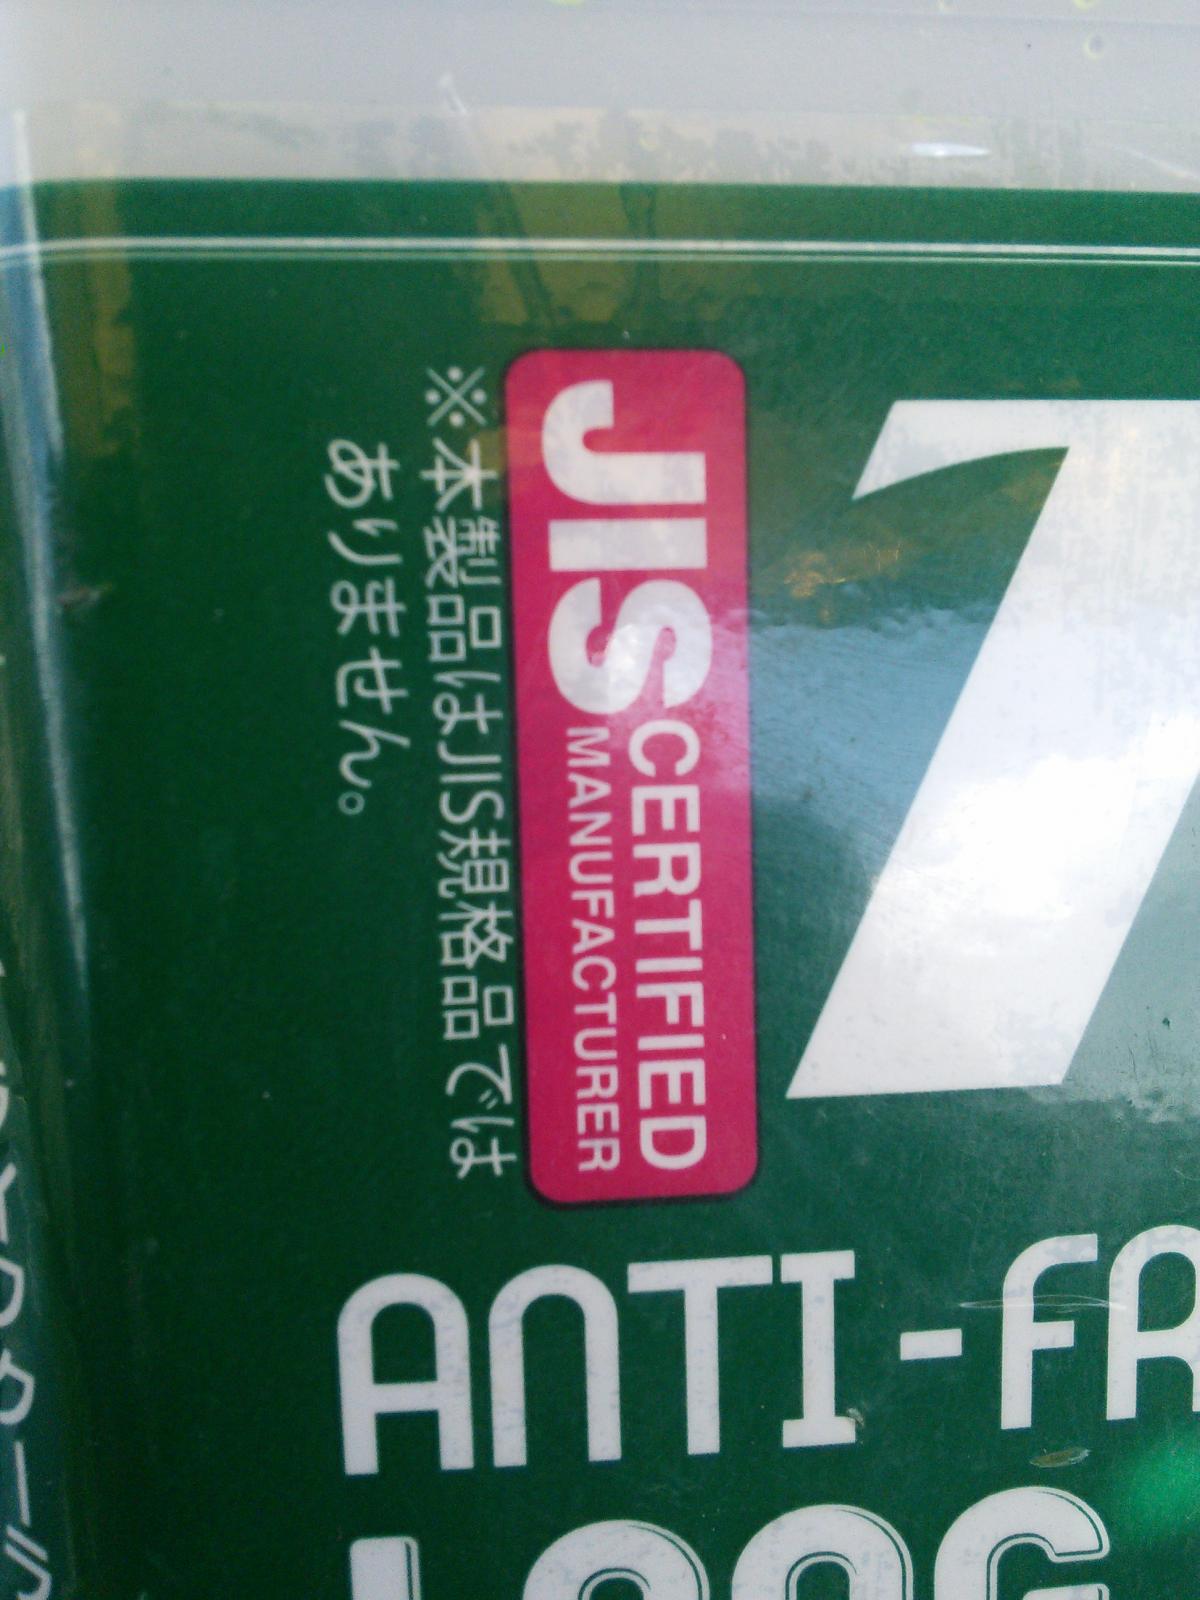 JIS CERTIFIED
MANUFACTURER
※本製品はJIS規格品では
ありません。
7
ANTI-FR